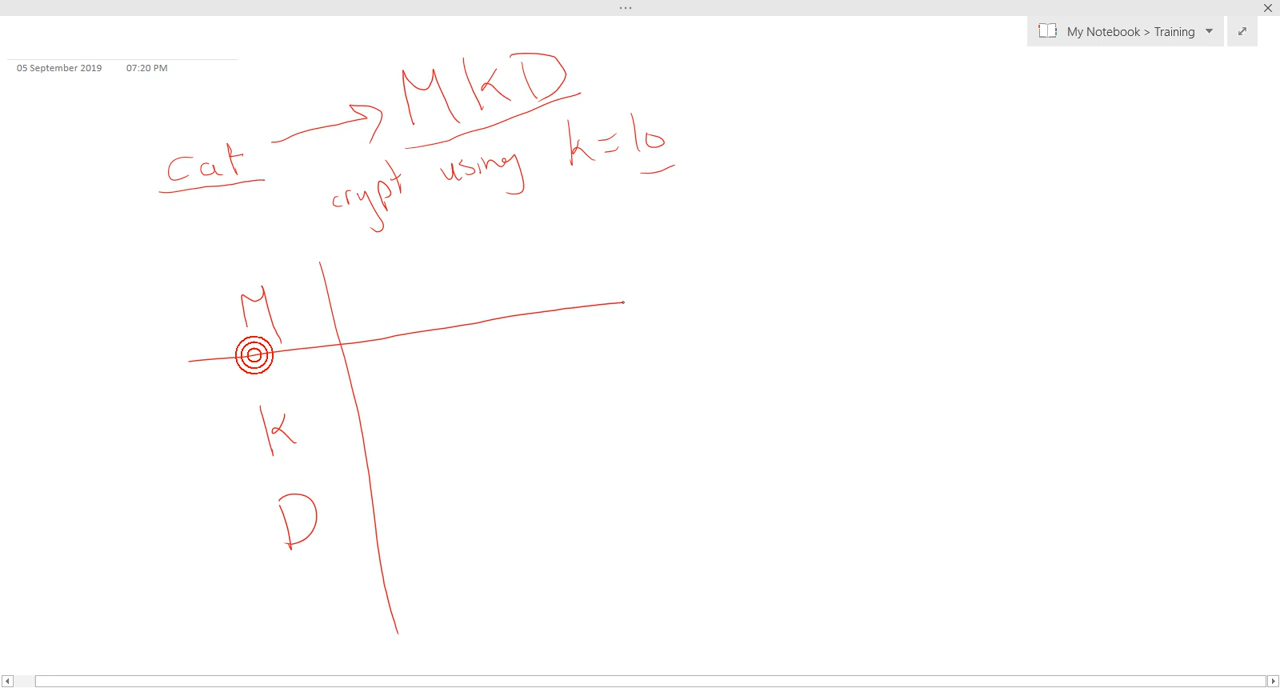 My Notebook > Training
05 September 2019 07:20 PM
cat → MKD
crypt using k=10
M
K
D